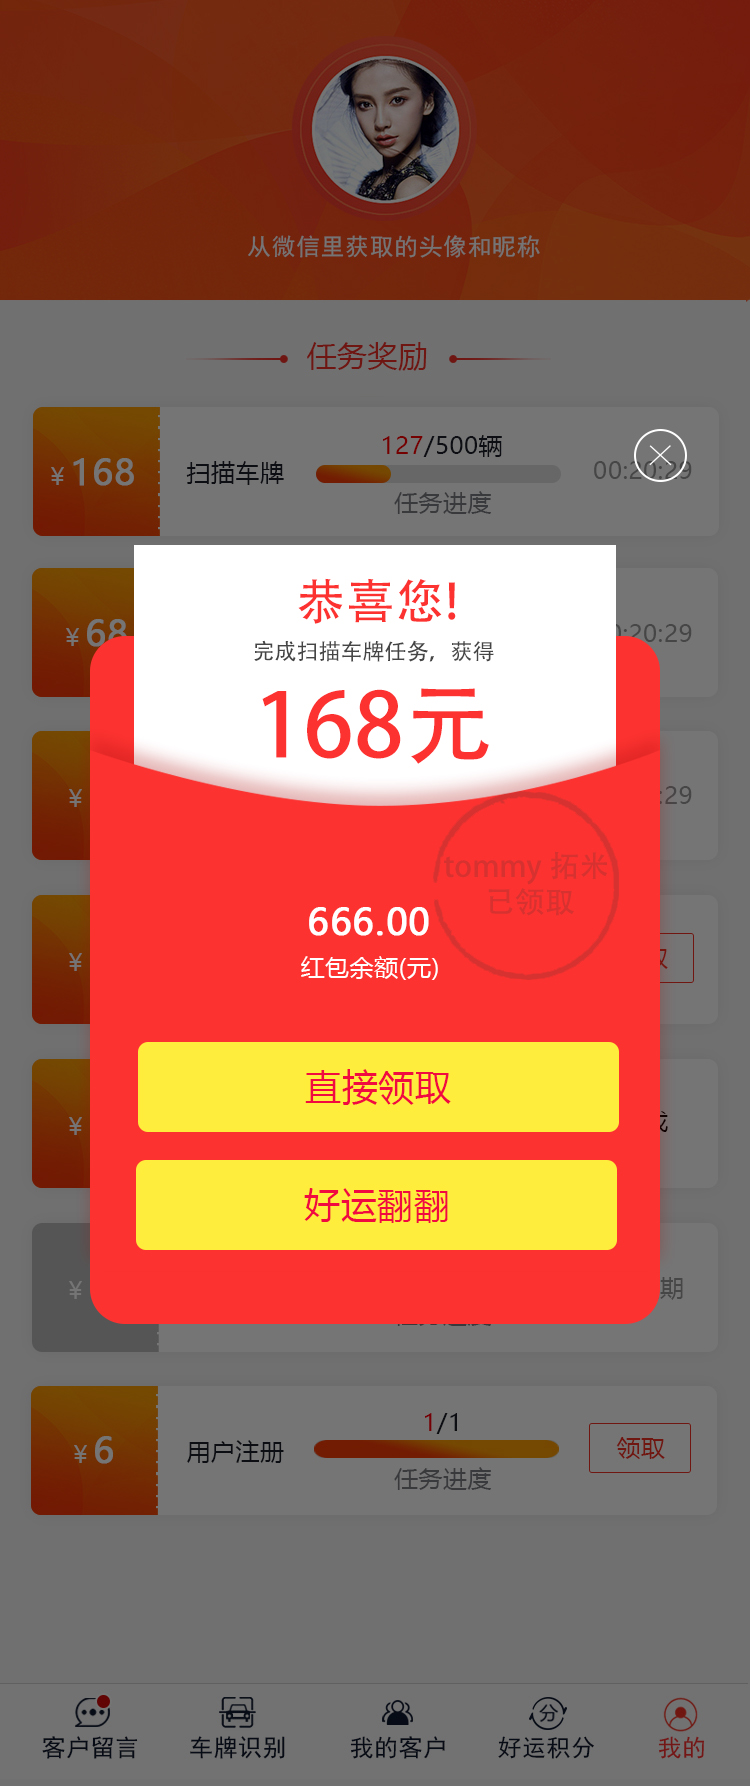 从微信里获取的头像和昵称
任务奖励
¥168
扫描车牌
127/500辆
任务进度
00:20:29
¥68
0:20:29
恭喜您!
完成扫描车牌任务，获得
168元
¥
:29
tommy 拓米
已领取
666.00
红包余额(元)
¥
直接领取
¥
好运翻翻
¥
期
¥6
用户注册
1/1
任务进度
领取
客户留言
车牌识别
我的客户
分
好运积分
我的